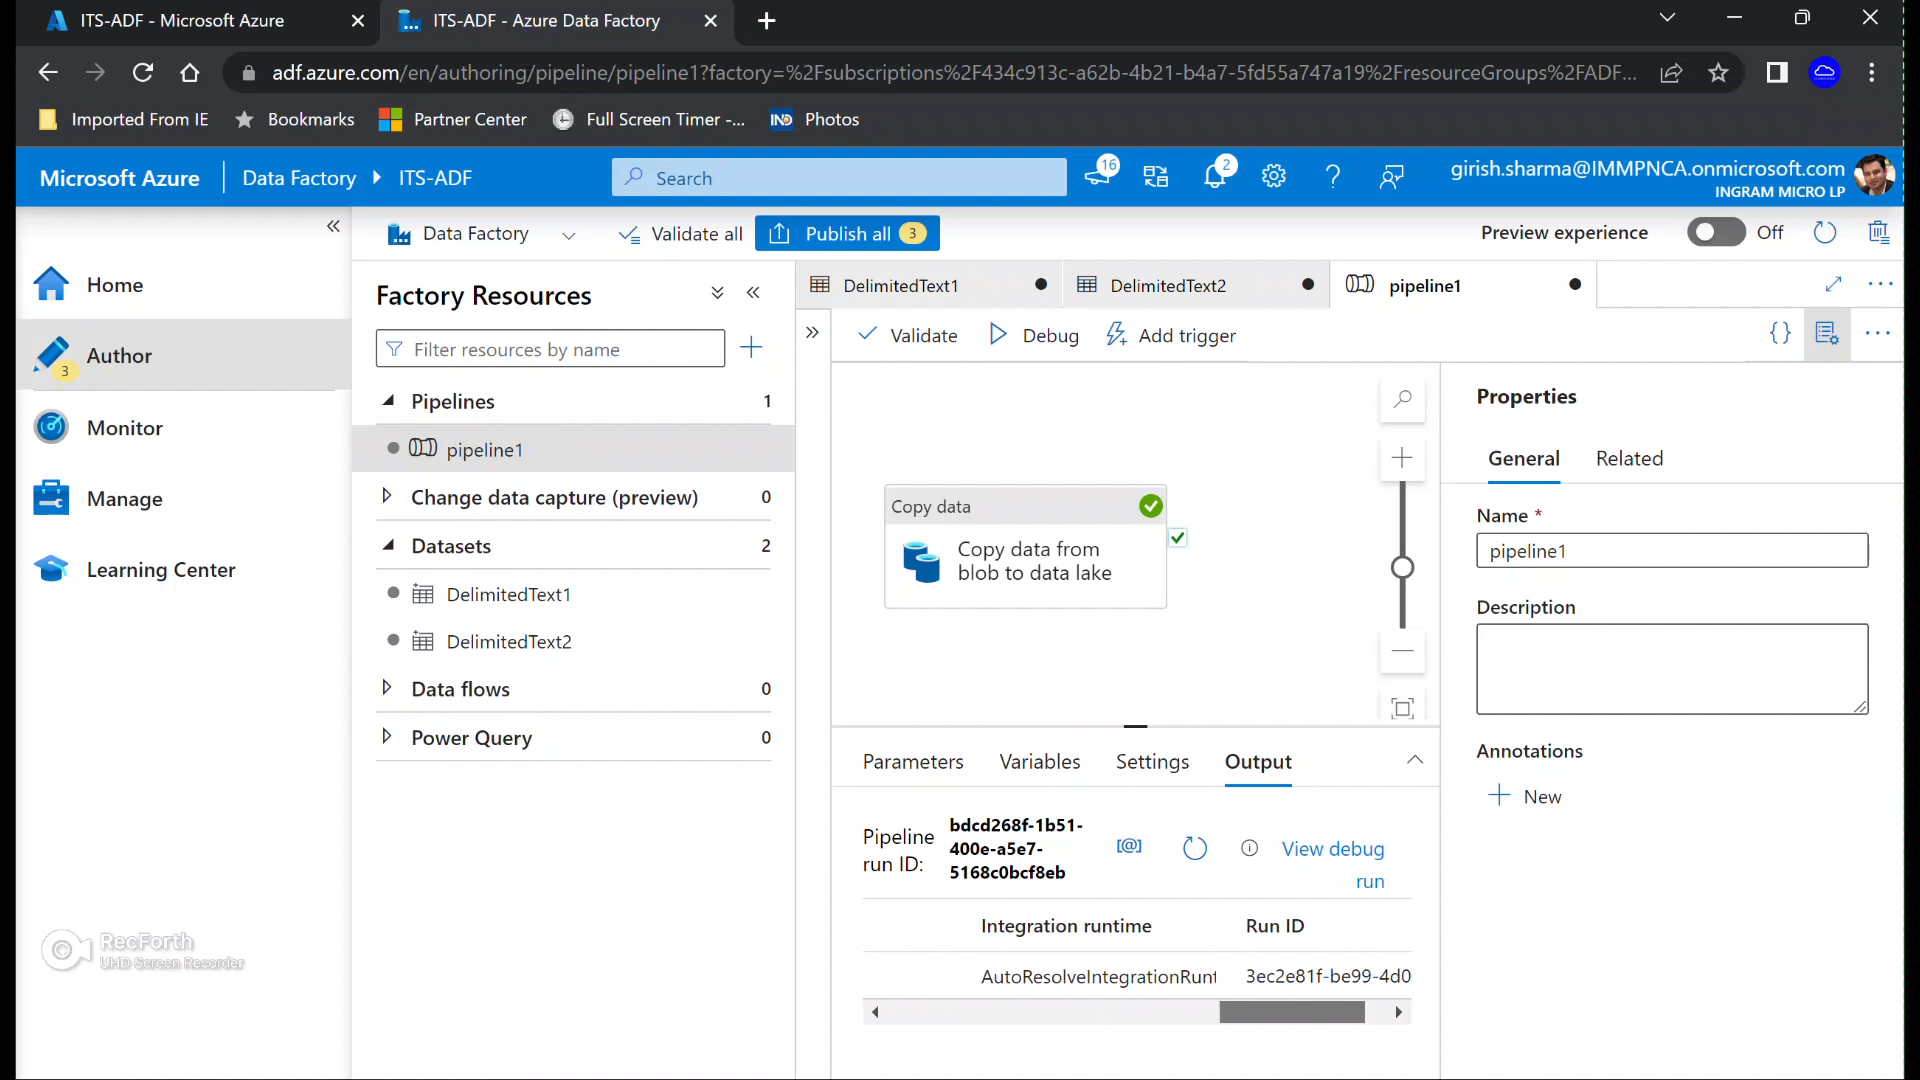 ITS-ADF - Microsoft Azure
ITS-ADF - Azure Data Factory
adf.azure.com/en/authoring/pipeline/pipeline1?factory=%2Fsubscriptions%2F434c913c-a62b-4b21-b4a7-5fd55a747a19%2FresourceGroups%2FADF...
Imported From IE
Bookmarks
Partner Center
Full Screen Timer -...
IND
Photos
Microsoft Azure
Data Factory
ITS-ADF
Search
16
2
girish.sharma@IMMPNCA.onmicrosoft.com
INGRAM MICRO LP
Data Factory
Validate all
Publish all
3
Preview experience
Off
Home
Author
3
Monitor
Manage
Learning Center
Factory Resources
Filter resources by name
Pipelines
1
pipeline1
Change data capture (preview)
0
Datasets
2
DelimitedText1
DelimitedText2
Data flows
0
Power Query
0
DelimitedText1
DelimitedText2
pipeline1
Validate
Debug
Add trigger
{}
Copy data
Copy data from
blob to data lake
Parameters
Variables
Settings
Output
Pipeline
run ID:
bdcd268f-1b51-
400e-a5e7-
5168c0bcf8eb
[@]
View debug
run
Integration runtime
Run ID
AutoResolveIntegrationRunt
3ec2e81f-be99-4d0
Properties
General
Related
Name *
pipeline1
Description
Annotations
New
RecForth
UHD Screen Recorder